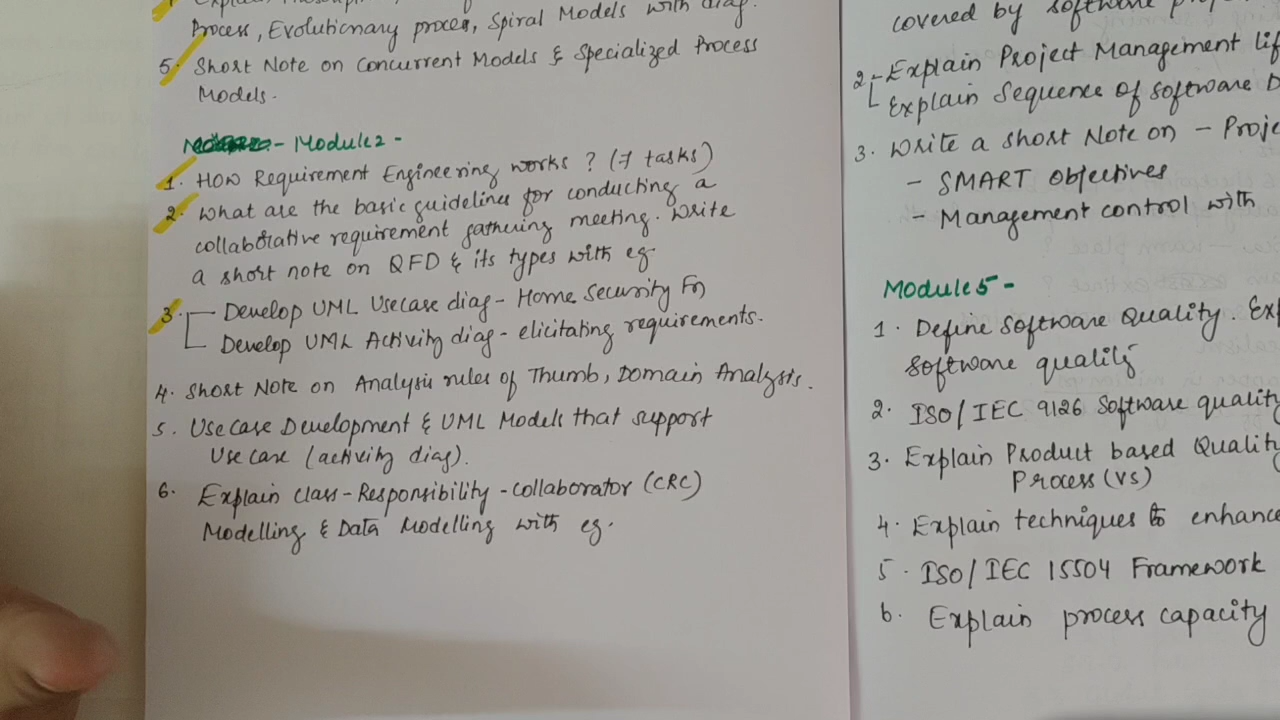 Process, Evolutionary proces, Spiral Models with diag.
5. Short Note on Concurrent Models & Specialized Process
Models.
- Module 2 -
1. How Requirement Engineering works ? (7 tasks)
2. What are the basic guidelines for conducting a
collaborative requirement gathering meeting. Write
a short note on QFD & its types with eg.
3. Develop UML Usecase diag - Home Security Fn
Develop UML Activity diag - elicitating requirements.
4. Short Note on Analysis rules of Thumb, Domain Analysis.
5. Use case Development & UML Models that support
Use case (activity diag).
6. Explain class - Responsibility - collaborator (CRC)
Modelling & Data Modelling with eg.
covered by software
2. Explain Project Management
Explain Sequence of software
3. Write a short Note on -
- SMART Objectives
- Management control with
Module 5 -
1. Define Software Quality.
Software quality
2. ISO/IEC 9126 Software quality
3. Explain Product based Quality
Process (vs)
4. Explain techniques to enhance
5. ISO/IEC 15504 Framework
6. Explain process capacity